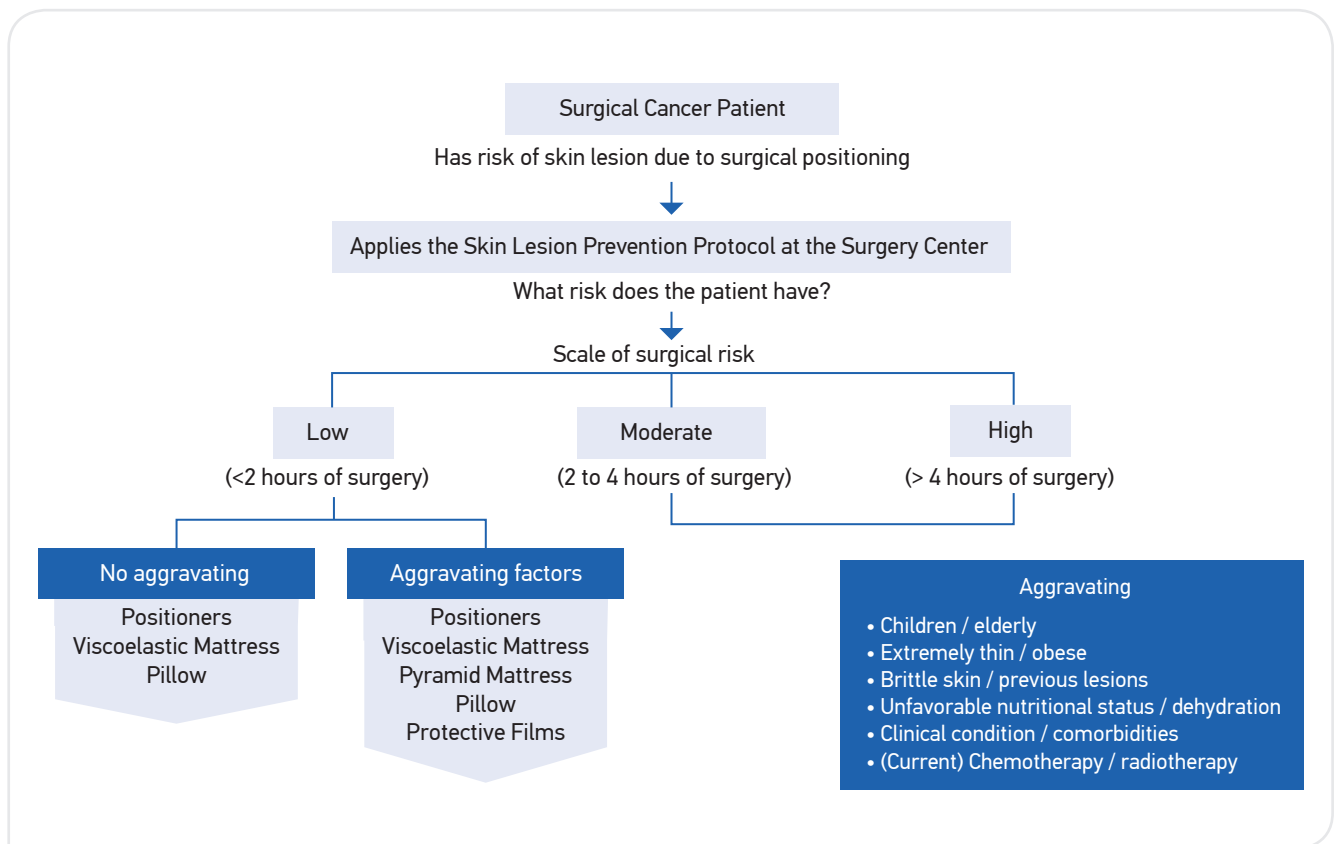 Surgical Cancer Patient
Has risk of skin lesion due to surgical positioning
Applies the Skin Lesion Prevention Protocol at the Surgery Center
What risk does the patient have?
Scale of surgical risk
Low
(<2 hours of surgery)
Moderate
(2 to 4 hours of surgery)
High
(> 4 hours of surgery)
No aggravating
Positioners
Viscoelastic Mattress
Pillow
Aggravating factors
Positioners
Viscoelastic Mattress
Pyramid Mattress
Pillow
Protective Films
Aggravating
• Children / elderly
• Extremely thin / obese
• Brittle skin / previous lesions
• Unfavorable nutritional status / dehydration
• Clinical condition / comorbidities
• (Current) Chemotherapy / radiotherapy